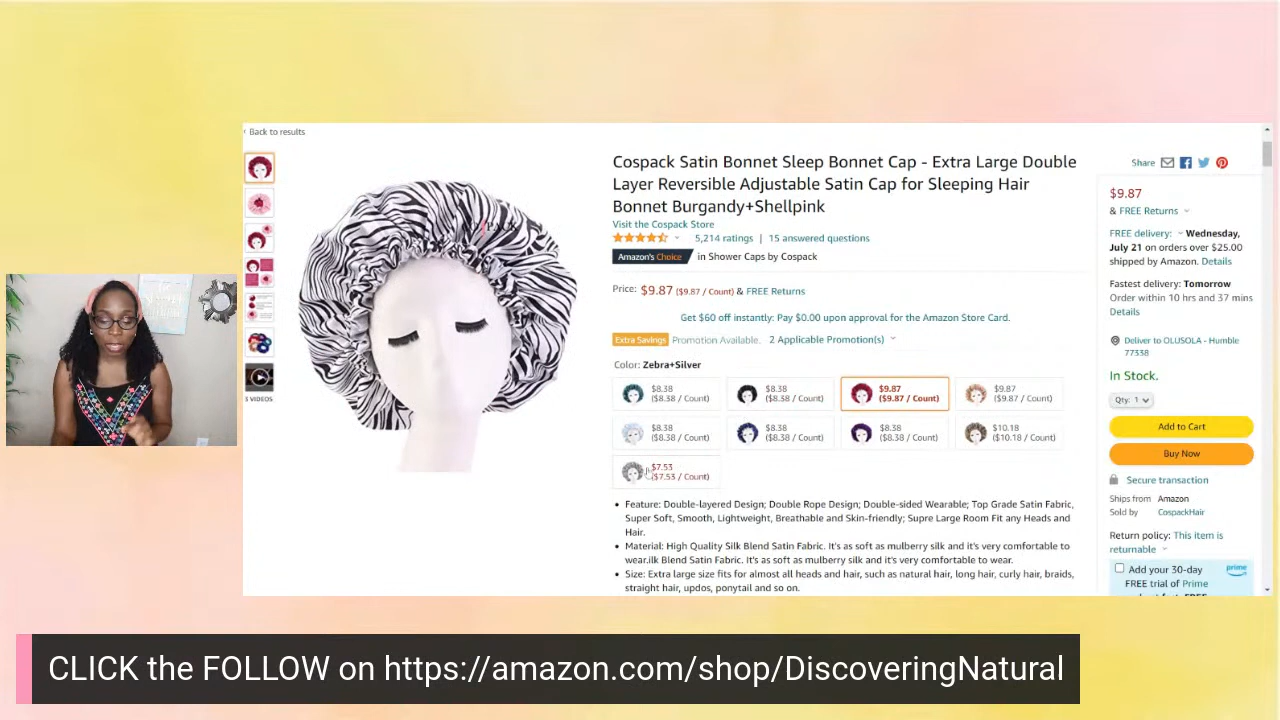 Back to results
Cospack Satin Bonnet Sleep Bonnet Cap - Extra Large Double
Layer Reversible Adjustable Satin Cap for Sleeping Hair
Bonnet Burgandy+Shellpink
Visit the Cospack Store
5,214 ratings | 15 answered questions
Amazon's Choice in Shower Caps by Cospack
Price: $9.87 ($9.87 / Count) & FREE Returns
Get $60 off instantly: Pay $0.00 upon approval for the Amazon Store Card.
Extra Savings Promotion Available. 2 Applicable Promotion(s)
Color: Zebra+Silver
$8.38 $8.38 $9.87 $9.87
($8.38 / Count) ($8.38 / Count) ($9.87 / Count) ($9.87 / Count)
$8.38 $8.38 $8.38 $10.18
($8.38 / Count) ($8.38 / Count) ($8.38 / Count) ($10.18 / Count)
$7.53
($7.53 / Count)
Feature: Double-layered Design; Double Rope Design; Double-sided Wearable; Top Grade Satin Fabric,
Super Soft, Smooth, Lightweight, Breathable and Skin-friendly; Supre Large Room Fit any Heads and
Hair.
Material: High Quality Silk Blend Satin Fabric. It's as soft as mulberry silk and it's very comfortable to
wear.ilk Blend Satin Fabric. It's as soft as mulberry silk and it's very comfortable to wear.
Size: Extra large size fits for almost all heads and hair, such as natural hair, long hair, curly hair, braids,
straight hair, updos, ponytail and so on.
Share
$9.87
& FREE Returns
FREE delivery: Wednesday,
July 21 on orders over $25.00
shipped by Amazon. Details
Fastest delivery: Tomorrow
Order within 10 hrs and 37 mins
Details
Deliver to OLUSOLA - Humble
77338
In Stock.
Qty: 1
Add to Cart
Buy Now
Secure transaction
Ships from Amazon
Sold by CospackHair
Return policy: This item is
returnable
Add your 30-day
FREE trial of Prime
prime
CLICK the FOLLOW on https://amazon.com/shop/DiscoveringNatural